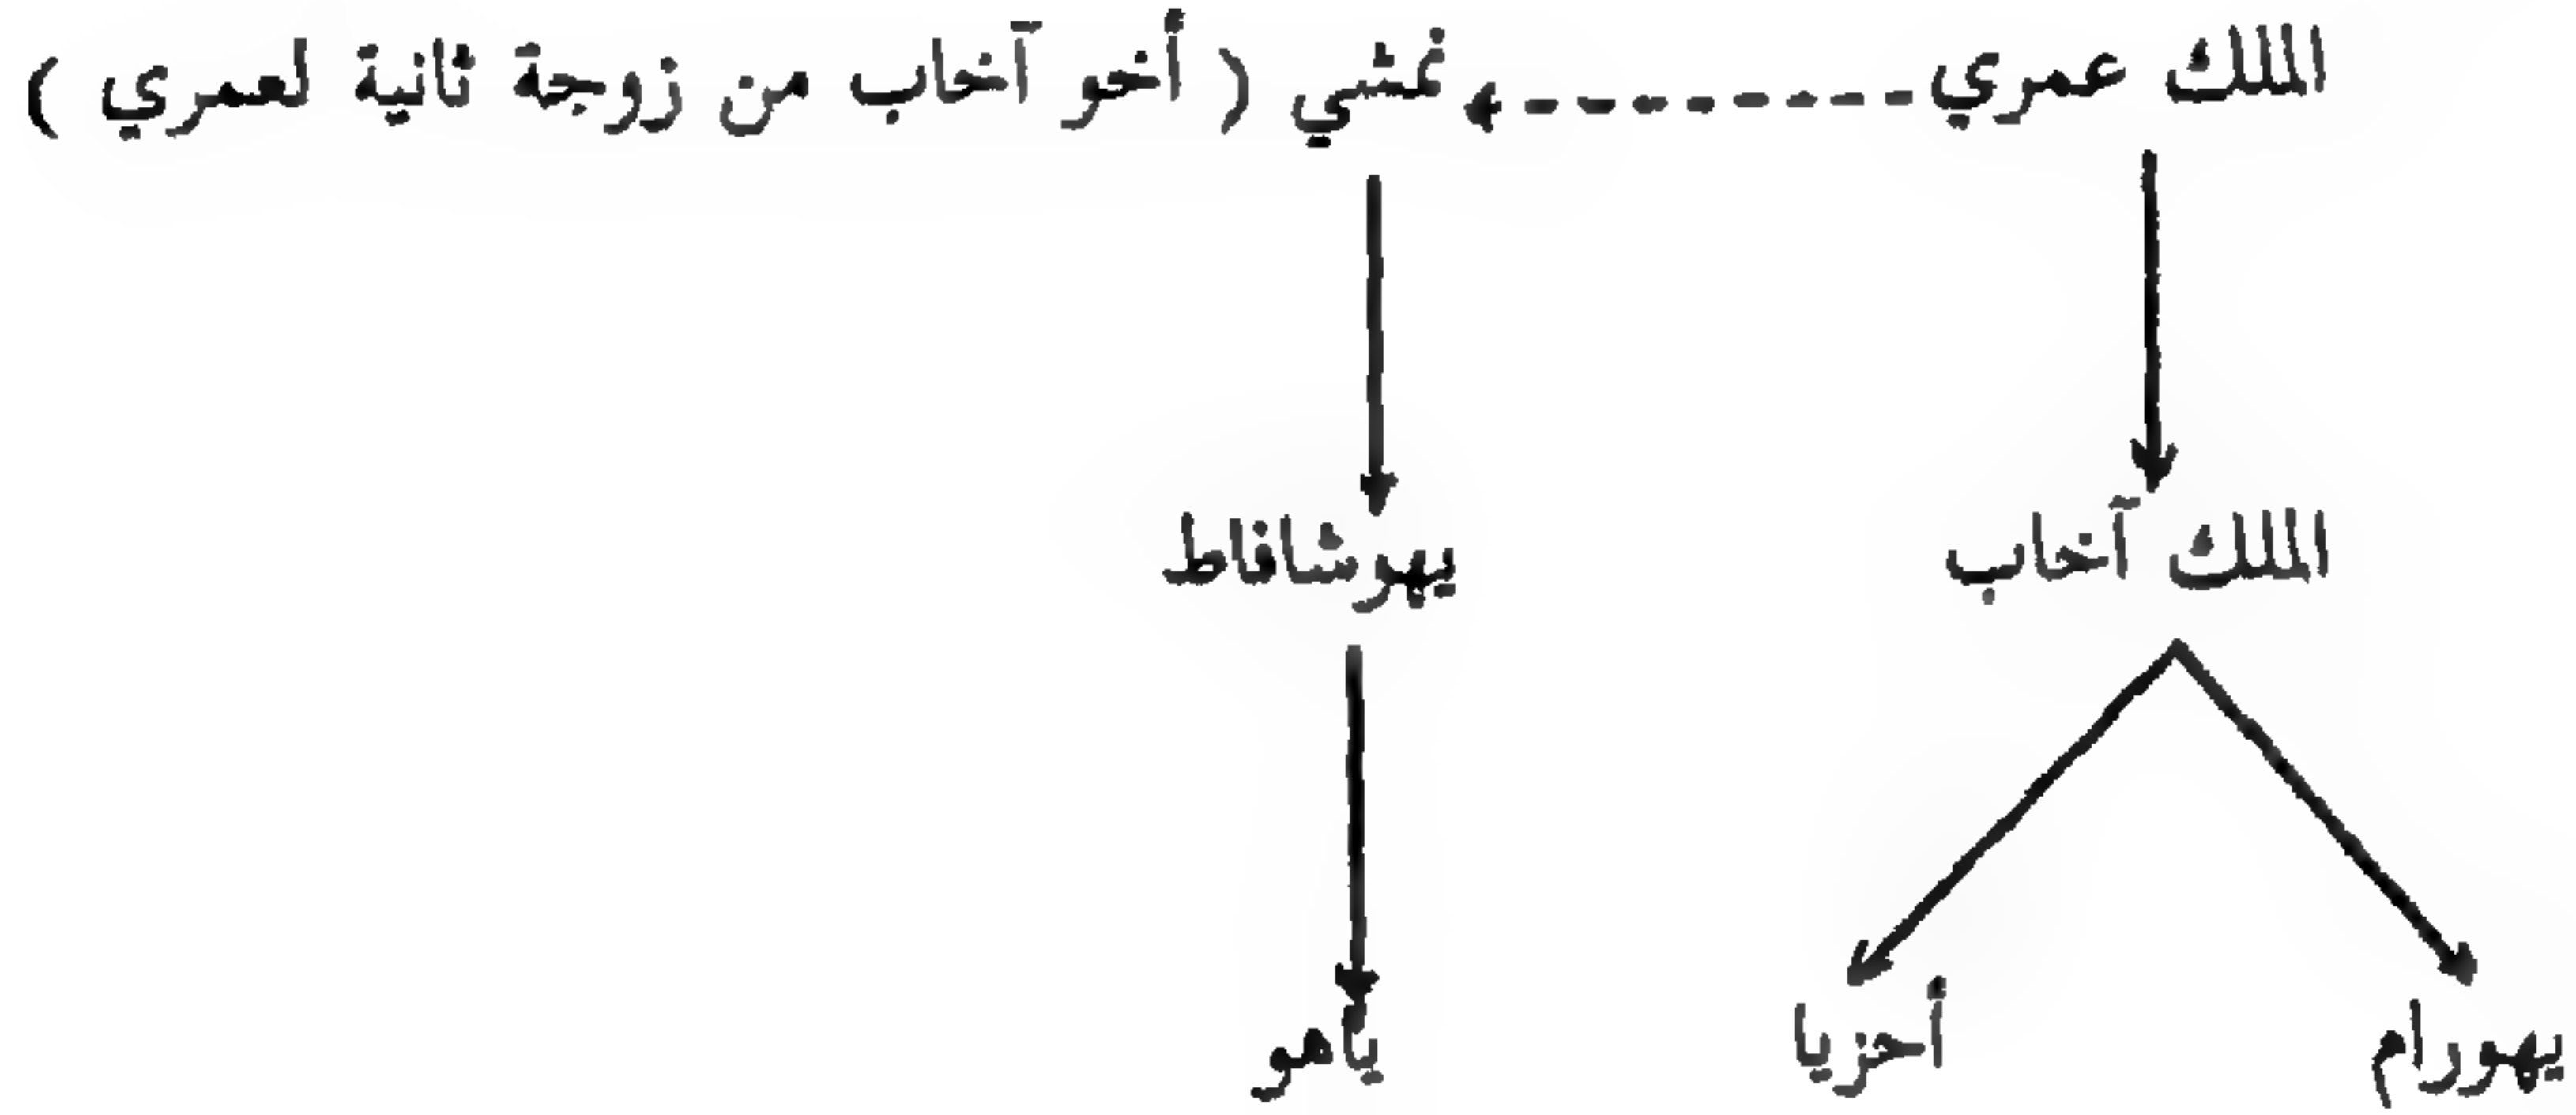 الملك عمري نمشي ( أخو آخاب من زوجة ثانية لعمري )
الملك آخاب يهوشافاط
يهورام أحزيا ياهو